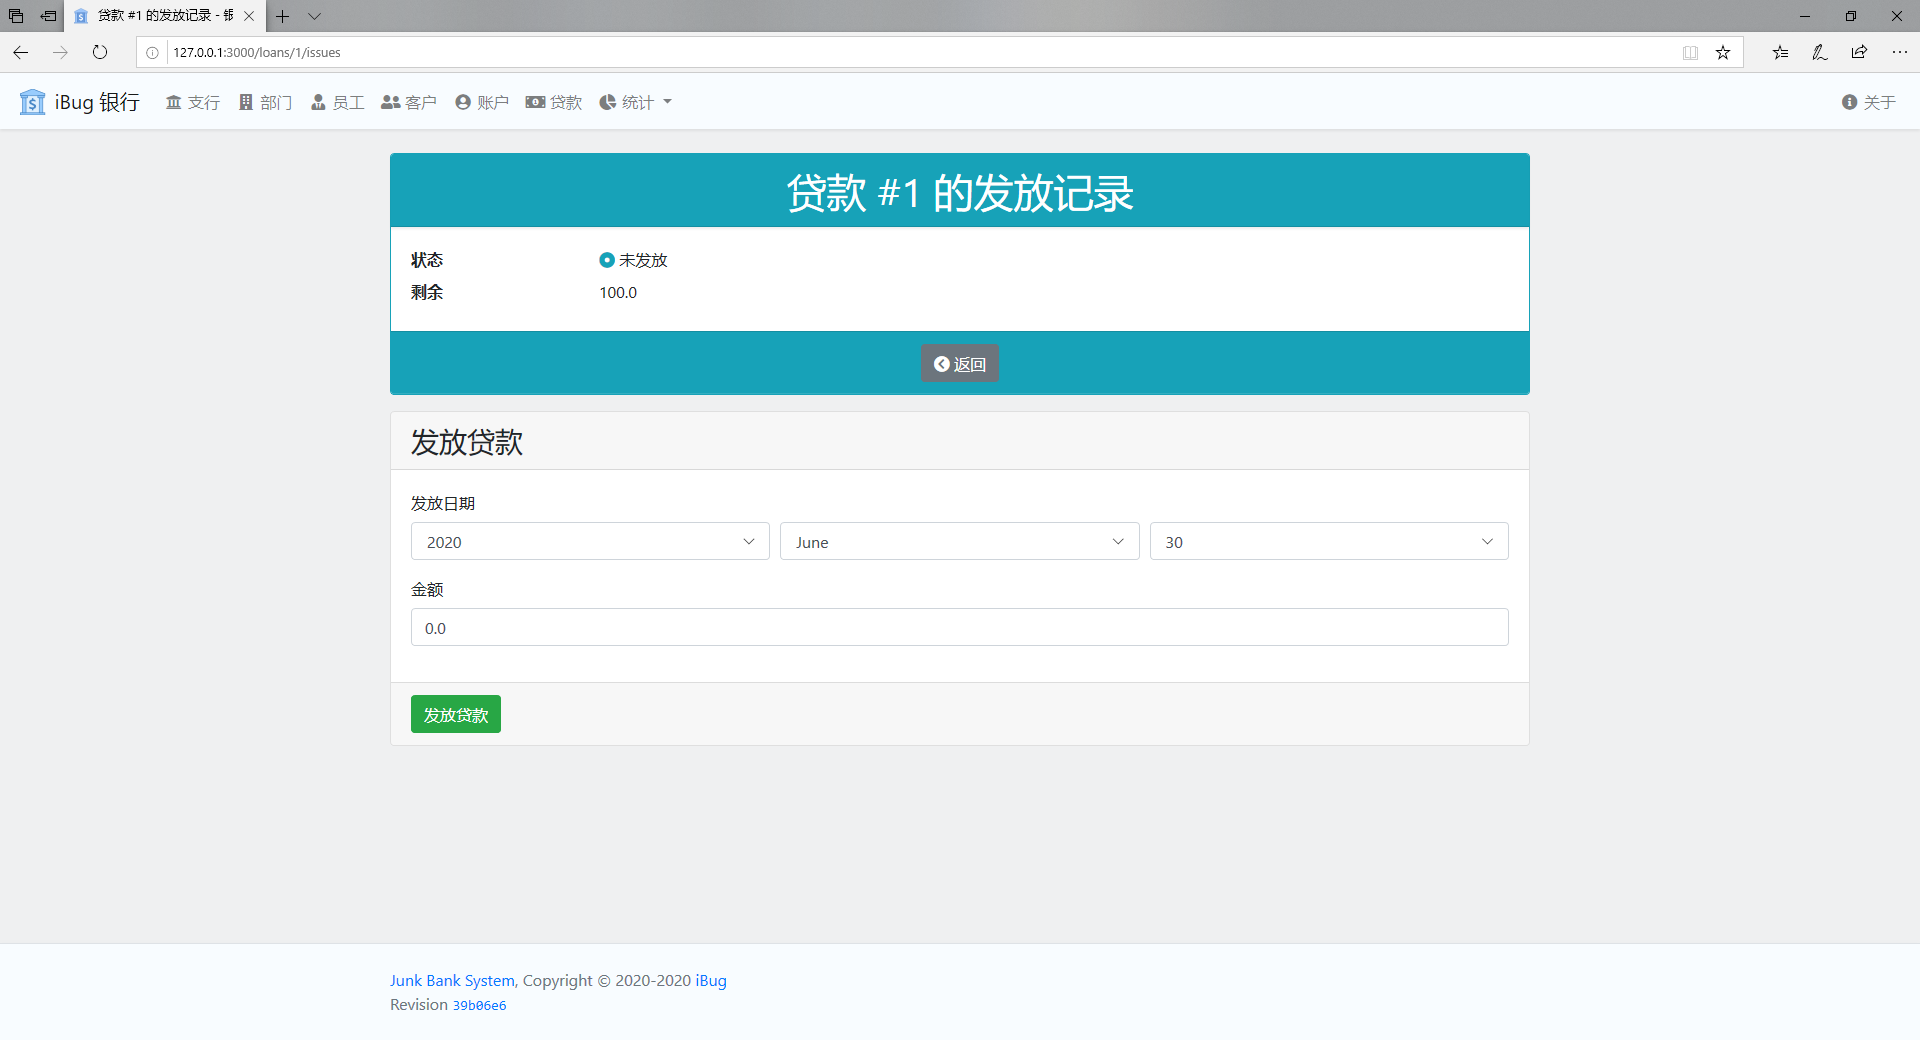 贷款 #1 的发放记录 - 银
127.0.0.1:3000/loans/1/issues
iBug 银行 支行 部门 员工 客户 账户 贷款 统计 关于
贷款 #1 的发放记录
状态 未发放
剩余 100.0
返回
发放贷款
发放日期
2020 June 30
金额
0.0
发放贷款
Junk Bank System, Copyright © 2020-2020 iBug
Revision 39b06e6